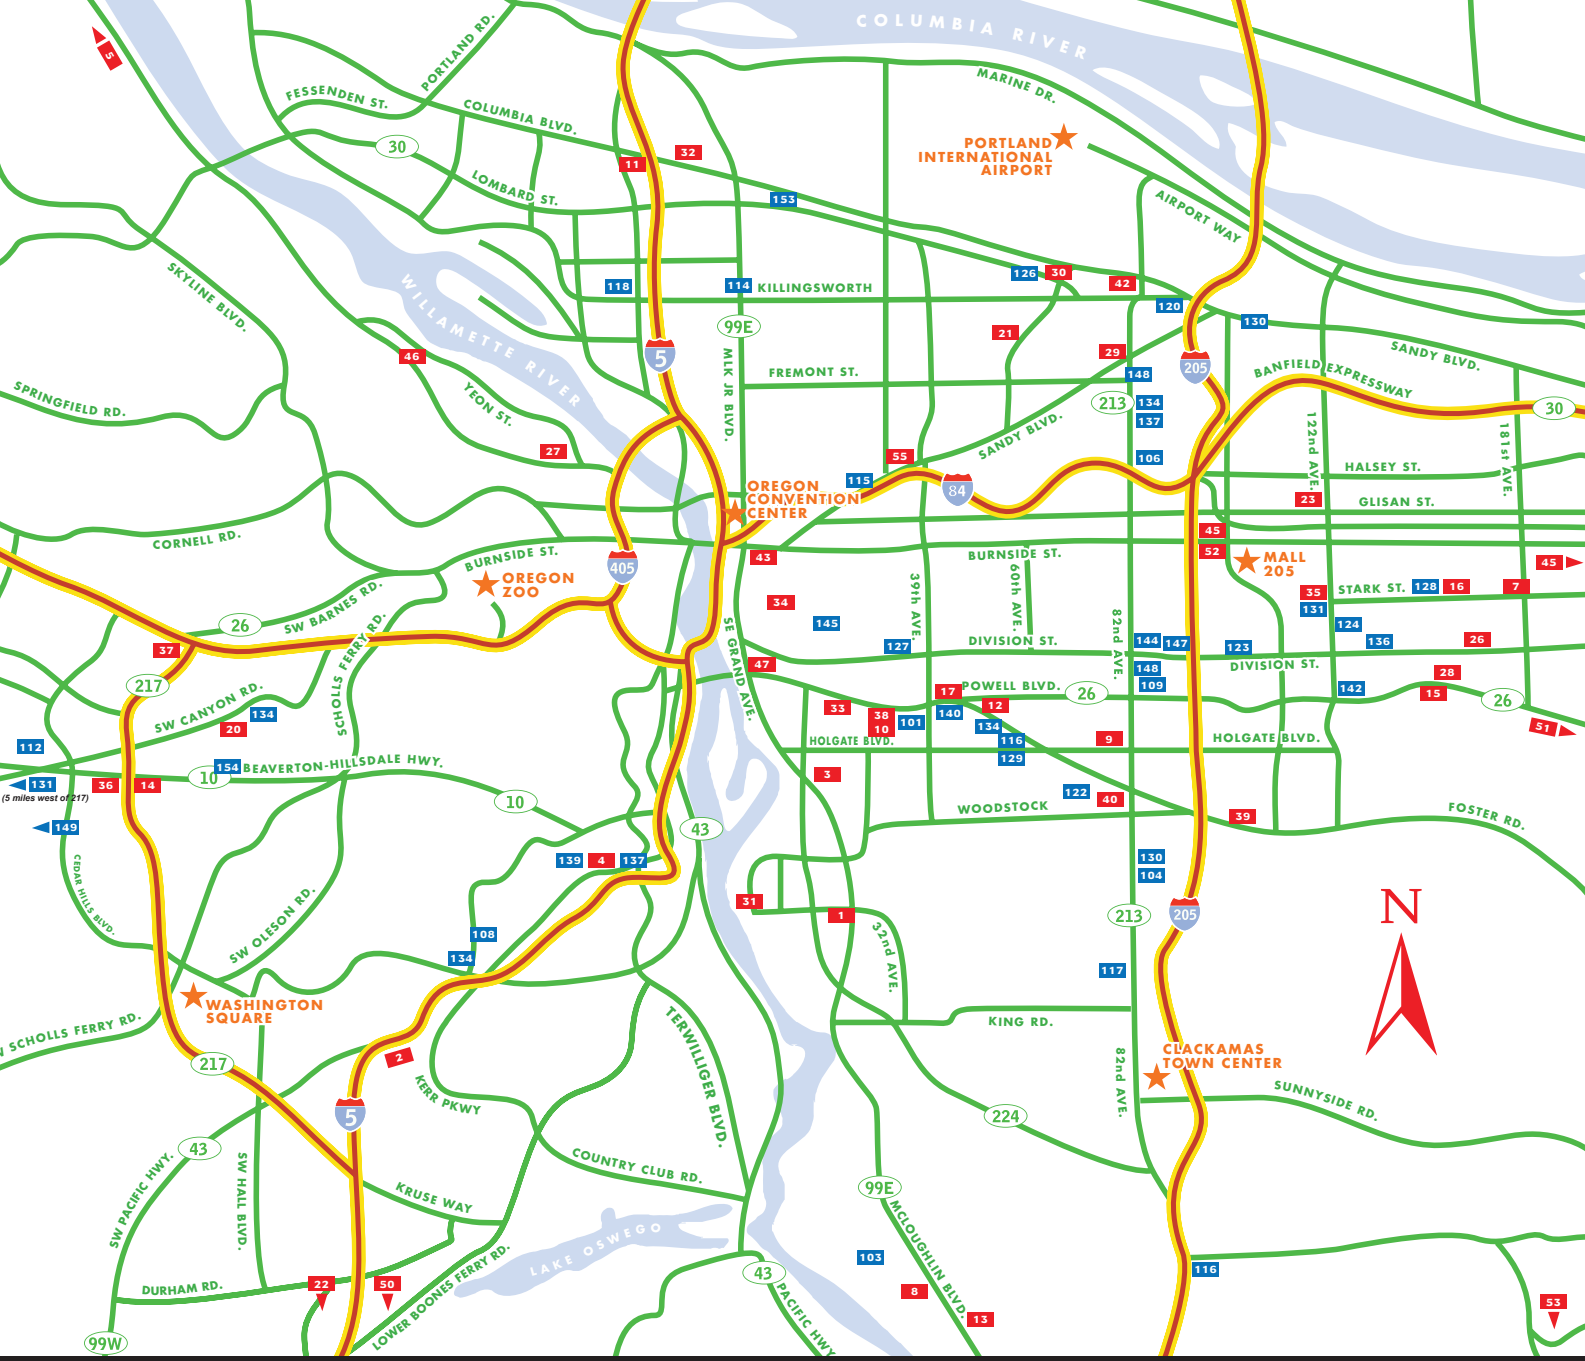 COLUMBIA RIVER
5
PORTLAND RD.
FESSENDEN ST.
COLUMBIA BLVD.
MARINE DR.
30
32
11
PORTLAND
INTERNATIONAL
AIRPORT
LOMBARD ST.
153
AIRPORT WAY
SKYLINE BLVD.
WILLAMETTE RIVER
118
114
KILLINGSWORTH
126
30
42
120
130
99E
21
46
5
MLK JR BLVD.
29
205
SANDY BLVD.
SPRINGFIELD RD.
YEON ST.
FREMONT ST.
148
BANFIELD EXPRESSWAY
213
134
137
30
SANDY BLVD.
122nd AVE.
181st AVE.
27
55
106
HALSEY ST.
115
84
OREGON
CONVENTION
CENTER
23
GLISAN ST.
CORNELL RD.
45
52
BURNSIDE ST.
43
BURNSIDE ST.
MALL
205
45
405
OREGON
ZOO
39th AVE.
60th AVE.
35
STARK ST.
128
16
7
131
SW BARNES RD.
26
34
145
82nd AVE.
124
SCHOLLS FERRY RD.
SE GRAND AVE.
127
DIVISION ST.
144
147
123
136
26
37
47
148
DIVISION ST.
217
109
28
SW CANYON RD.
17
POWELL BLVD.
26
142
15
26
134
20
33
38
10
101
140
12
134
51
112
HOLGATE BLVD.
116
129
9
HOLGATE BLVD.
154
BEAVERTON-HILLSDALE HWY.
10
131
(5 miles west of 217)
36
14
3
10
122
40
WOODSTOCK
39
FOSTER RD.
149
43
CEDAR HILLS BLVD.
139
4
137
130
104
31
1
213
205
N
SW OLESON RD.
108
134
32nd AVE.
117
WASHINGTON
SQUARE
W SCHOLLS FERRY RD.
TERWILLIGER BLVD.
KING RD.
217
2
CLACKAMAS
TOWN CENTER
82nd AVE.
KERR PKWY
5
224
SUNNYSIDE RD.
43
SW PACIFIC HWY.
SW HALL BLVD.
COUNTRY CLUB RD.
KRUSE WAY
99E
MCLOUGHLIN BLVD.
LAKE OSWEGO
103
116
DURHAM RD.
22
50
LOWER BOONES FERRY RD.
43
PACIFIC HWY
8
13
53
99W